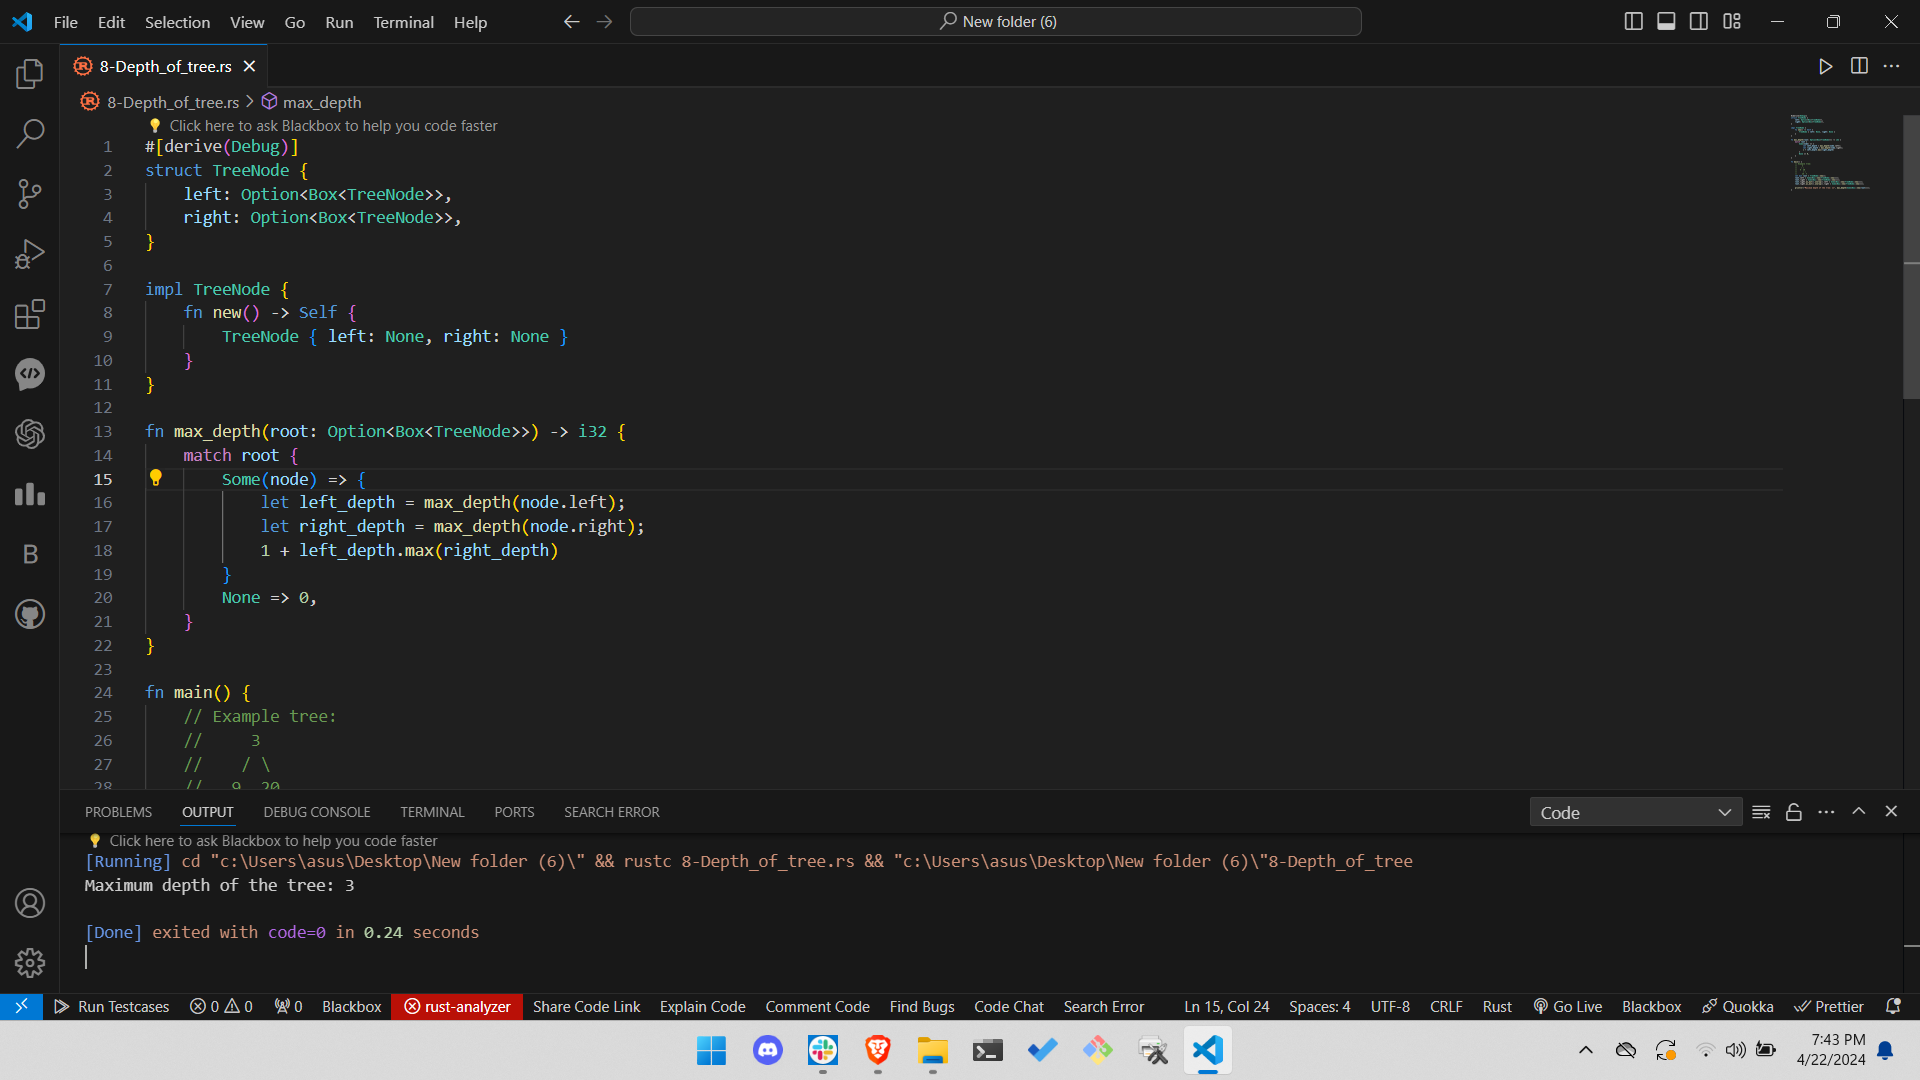 File Edit Selection View Go Run Terminal Help
New folder (6)
8-Depth_of_tree.rs
8-Depth_of_tree.rs > max_depth
Click here to ask Blackbox to help you code faster
1 #[derive(Debug)]
2 struct TreeNode {
3 left: Option<Box<TreeNode>>,
4 right: Option<Box<TreeNode>>,
5 }
6
7 impl TreeNode {
8 fn new() -> Self {
9 TreeNode { left: None, right: None }
10 }
11 }
12
13 fn max_depth(root: Option<Box<TreeNode>>) -> i32 {
14 match root {
15 Some(node) => {
16 let left_depth = max_depth(node.left);
17 let right_depth = max_depth(node.right);
18 1 + left_depth.max(right_depth)
19 }
20 None => 0,
21 }
22 }
23
24 fn main() {
25 // Example tree:
26 // 3
27 // / \
28 // 9 20
PROBLEMS OUTPUT DEBUG CONSOLE TERMINAL PORTS SEARCH ERROR
Code
Click here to ask Blackbox to help you code faster
[Running] cd "c:\Users\asus\Desktop\New folder (6)\" && rustc 8-Depth_of_tree.rs && "c:\Users\asus\Desktop\New folder (6)\"8-Depth_of_tree
Maximum depth of the tree: 3
[Done] exited with code=0 in 0.24 seconds
B
Run Testcases 0 0 0 Blackbox rust-analyzer Share Code Link Explain Code Comment Code Find Bugs Code Chat Search Error Ln 15, Col 24 Spaces: 4 UTF-8 CRLF Rust Go Live Blackbox Quokka Prettier
7:43 PM
4/22/2024